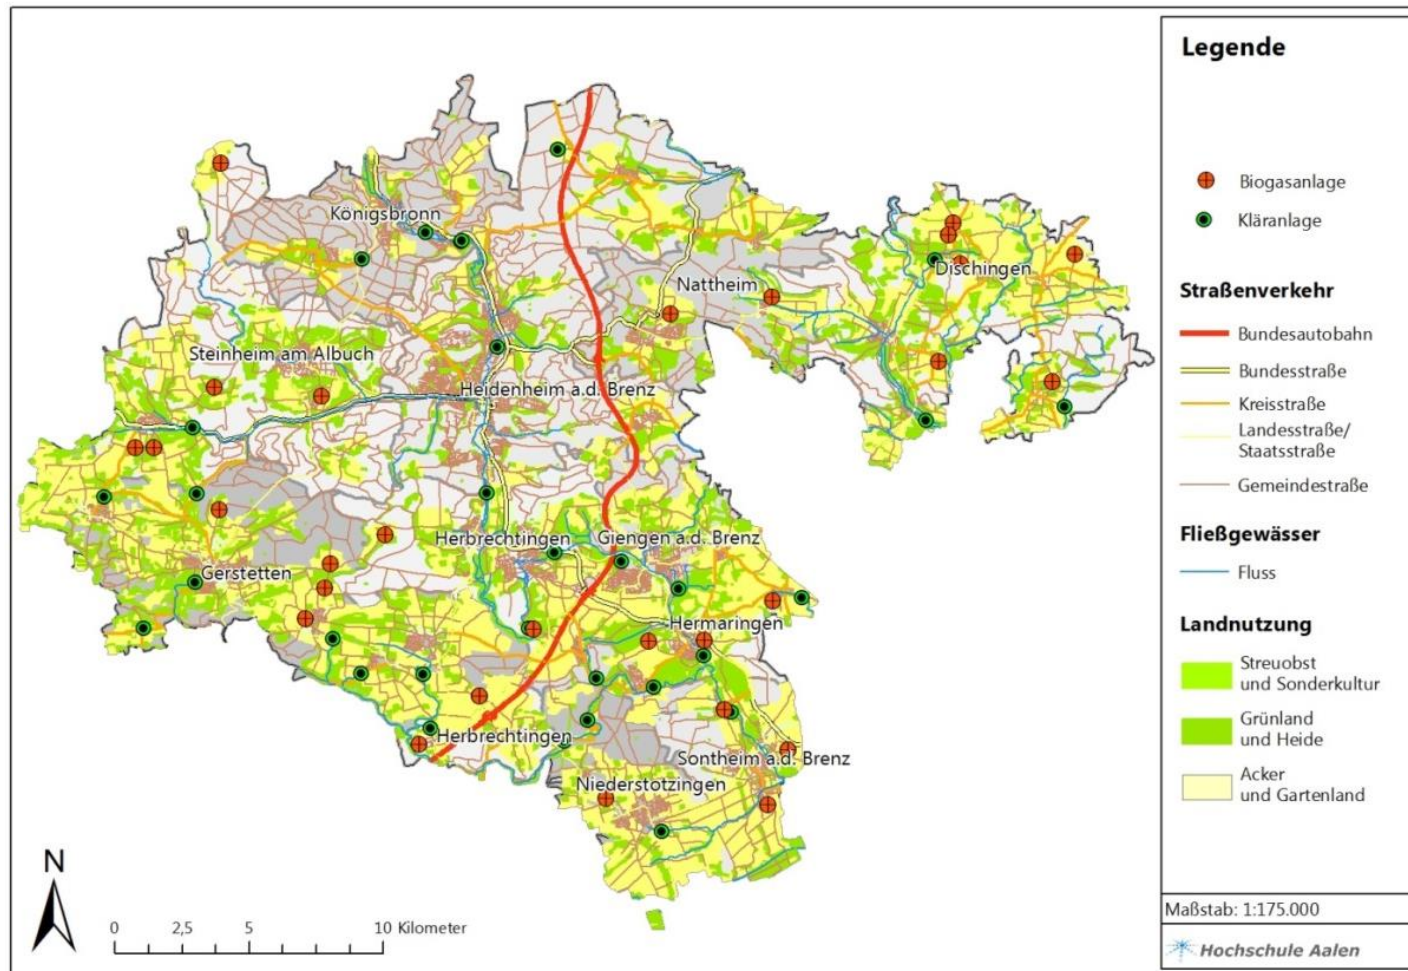 Königsbronn
Dischingen
Nattheim
Steinheim am Albuch
Heidenheim a.d. Brenz
Herbrechtingen
Giengen a.d. Brenz
Gerstetten
Hermaringen
Herbrechtingen
Sontheim a.d. Brenz
Niederstotzingen
N
0 2,5 5 10 Kilometer
Legende
Biogasanlage
Kläranlage
Straßenverkehr
Bundesautobahn
Bundesstraße
Kreisstraße
Landesstraße/
Staatsstraße
Gemeindestraße
Fließgewässer
Fluss
Landnutzung
Streuobst
und Sonderkultur
Grünland
und Heide
Acker
und Gartenland
Maßstab: 1:175.000
Hochschule Aalen